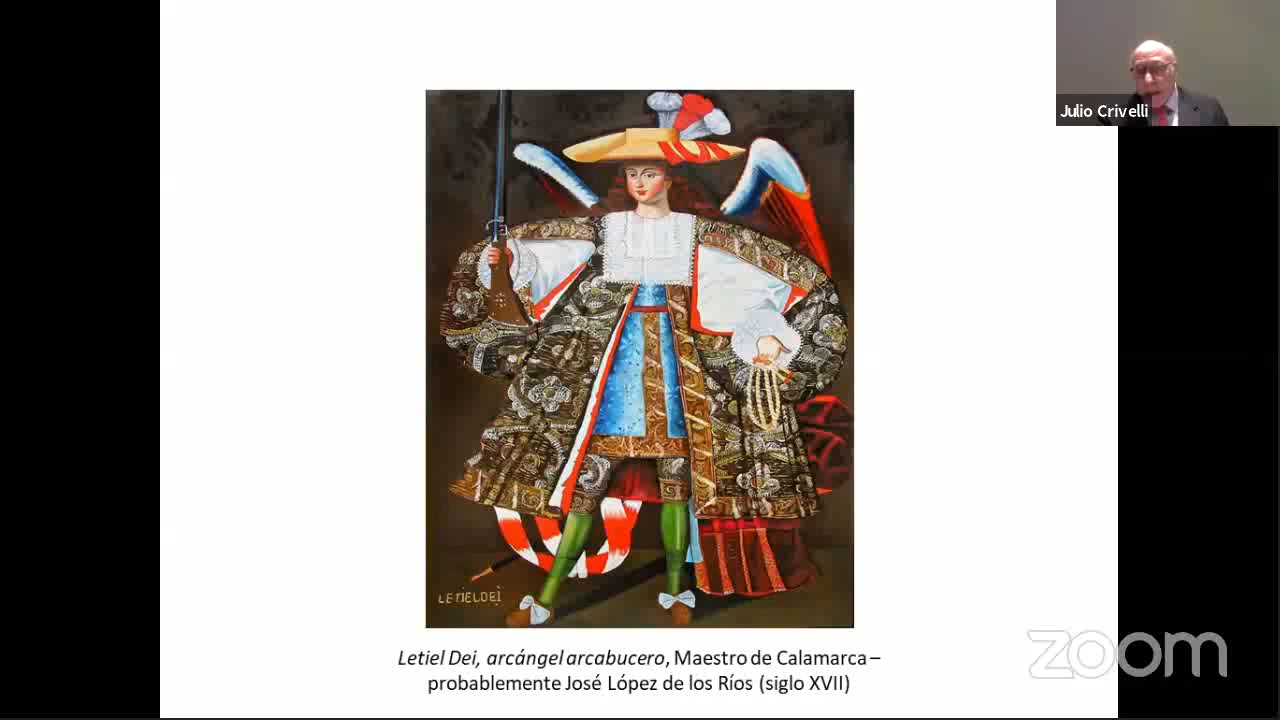 Julio Crivelli
LETIELDEI
Letiel Dei, arcángel arcabucero, Maestro de Calamarca –
probablemente José López de los Ríos (siglo XVII)
zoom